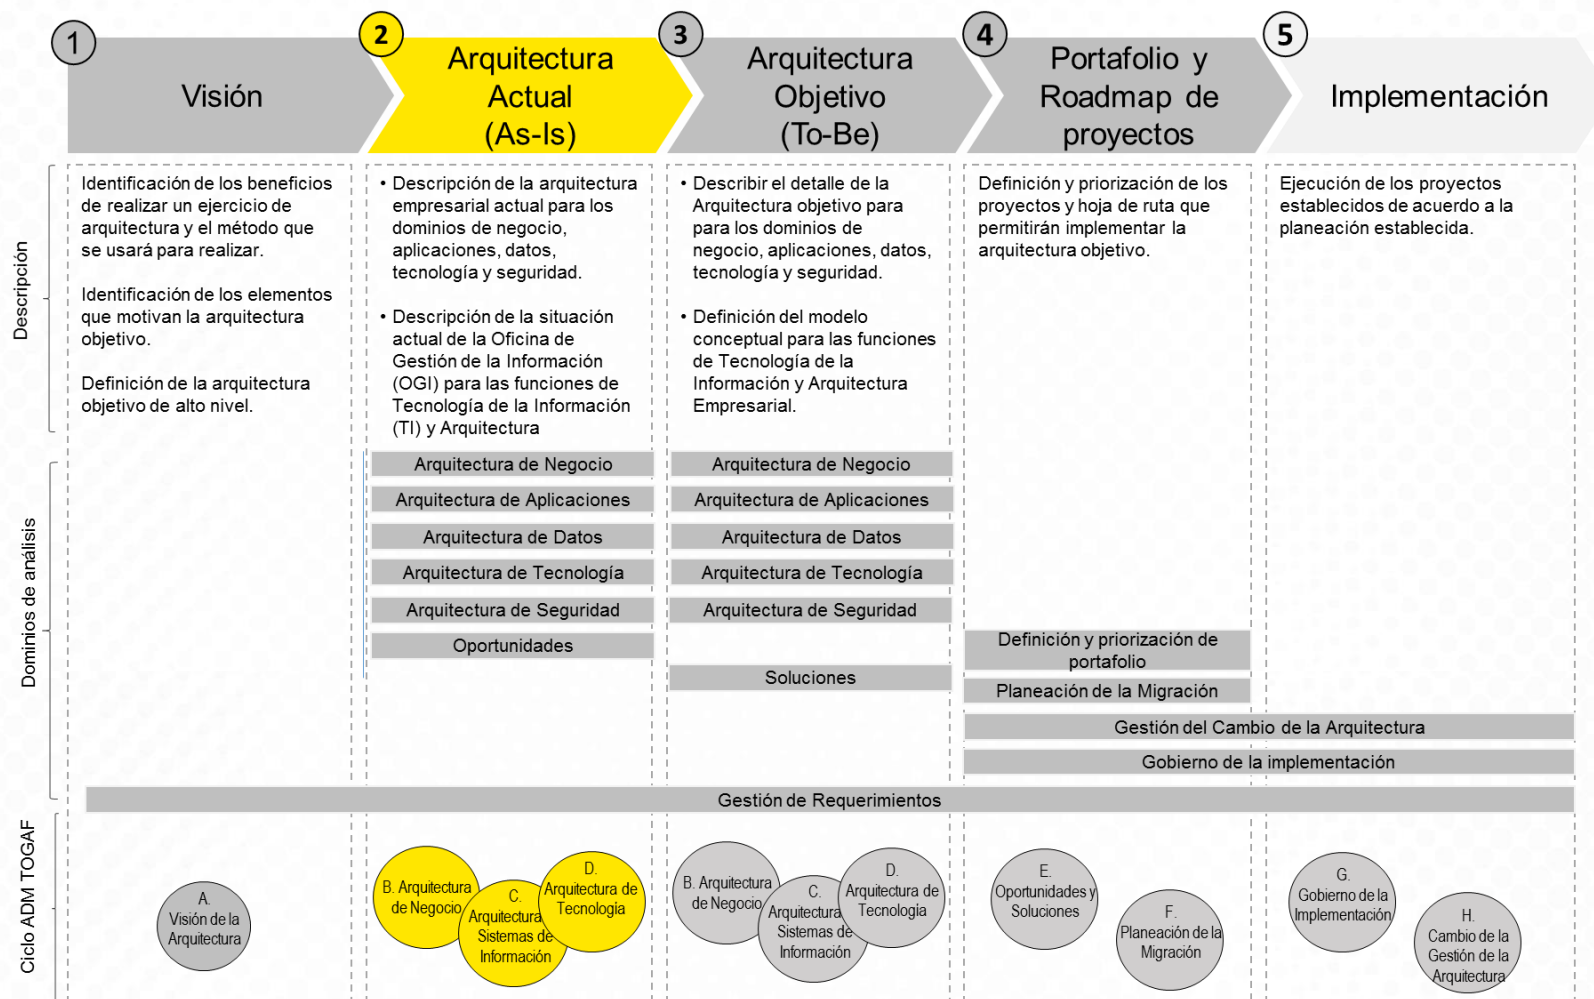 1
Visión
2
Arquitectura
Actual
(As-Is)
3
Arquitectura
Objetivo
(To-Be)
4
Portafolio y
Roadmap de
proyectos
5
Implementación
Descripción
Identificación de los beneficios
de realizar un ejercicio de
arquitectura y el método que
se usará para realizar.
Identificación de los elementos
que motivan la arquitectura
objetivo.
Definición de la arquitectura
objetivo de alto nivel.
• Descripción de la arquitectura
empresarial actual para los
dominios de negocio,
aplicaciones, datos,
tecnología y seguridad.
• Descripción de la situación
actual de la Oficina de
Gestión de la Información
(OGI) para las funciones de
Tecnología de la Información
(TI) y Arquitectura
• Describir el detalle de la
Arquitectura objetivo para
para los dominios de
negocio, aplicaciones, datos,
tecnología y seguridad.
• Definición del modelo
conceptual para las funciones
de Tecnología de la
Información y Arquitectura
Empresarial.
Definición y priorización de los
proyectos y hoja de ruta que
permitirán implementar la
arquitectura objetivo.
Ejecución de los proyectos
establecidos de acuerdo a la
planeación establecida.
Dominios de análisis
Arquitectura de Negocio
Arquitectura de Aplicaciones
Arquitectura de Datos
Arquitectura de Tecnología
Arquitectura de Seguridad
Oportunidades
Arquitectura de Negocio
Arquitectura de Aplicaciones
Arquitectura de Datos
Arquitectura de Tecnología
Arquitectura de Seguridad
Soluciones
Definición y priorización de
portafolio
Planeación de la Migración
Gestión del Cambio de la Arquitectura
Gobierno de la implementación
Gestión de Requerimientos
Ciclo ADM TOGAF
A.
Visión de la
Arquitectura
B. Arquitectura
de Negocio
C.
Arquitectura
Sistemas de
Información
D.
Arquitectura de
Tecnología
B. Arquitectura
de Negocio
C.
Arquitectura
Sistemas de
Información
D.
Arquitectura de
Tecnología
E.
Oportunidades y
Soluciones
F.
Planeación de la
Migración
G.
Gobierno de la
Implementación
H.
Cambio de la
Gestión de la
Arquitectura